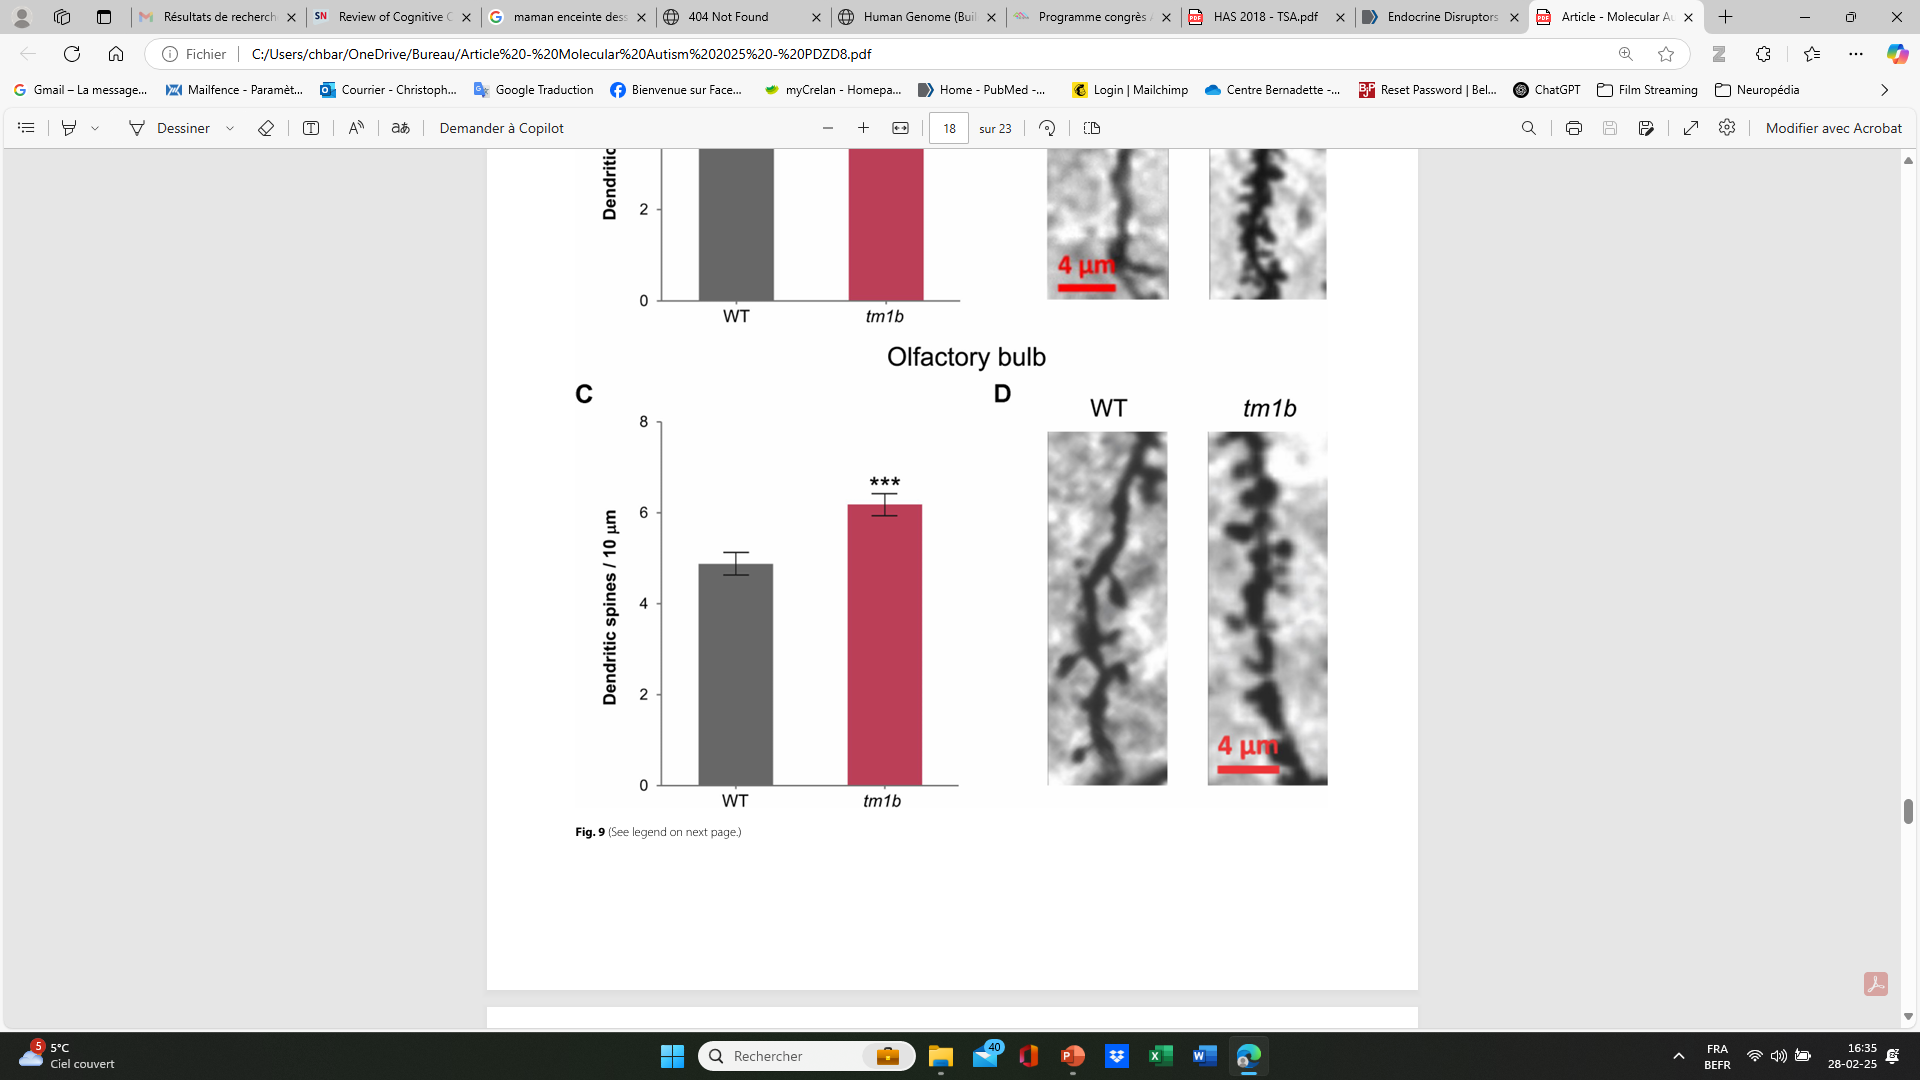 Résultats de recherch
Review of Cognitive C
maman enceinte dess
404 Not Found
Human Genome (Buil
Programme congrès A
HAS 2018 - TSA.pdf
Endocrine Disruptors
Article - Molecular Au
Fichier
C:/Users/chbar/OneDrive/Bureau/Article%20-%20Molecular%20Autism%202025%20-%20PDZD8.pdf
Gmail – La message...
Mailfence - Paramèt...
Courrier - Christoph...
Google Traduction
Bienvenue sur Face...
myCrelan - Homepa...
Home - PubMed -...
Login | Mailchimp
Centre Bernadette -...
Reset Password | Bel...
ChatGPT
Film Streaming
Neuropédia
Dessiner
Demander à Copilot
18 sur 23
Modifier avec Acrobat
Dendritic
2
0
WT
tm1b
4 µm
Olfactory bulb
C
Dendritic spines / 10 µm
8
6
4
2
0
***
WT
tm1b
D
WT
tm1b
4 µm
Fig. 9 (See legend on next page.)
5
5°C
Ciel couvert
Rechercher
40
FRA
BEFR
16:35
28-02-25